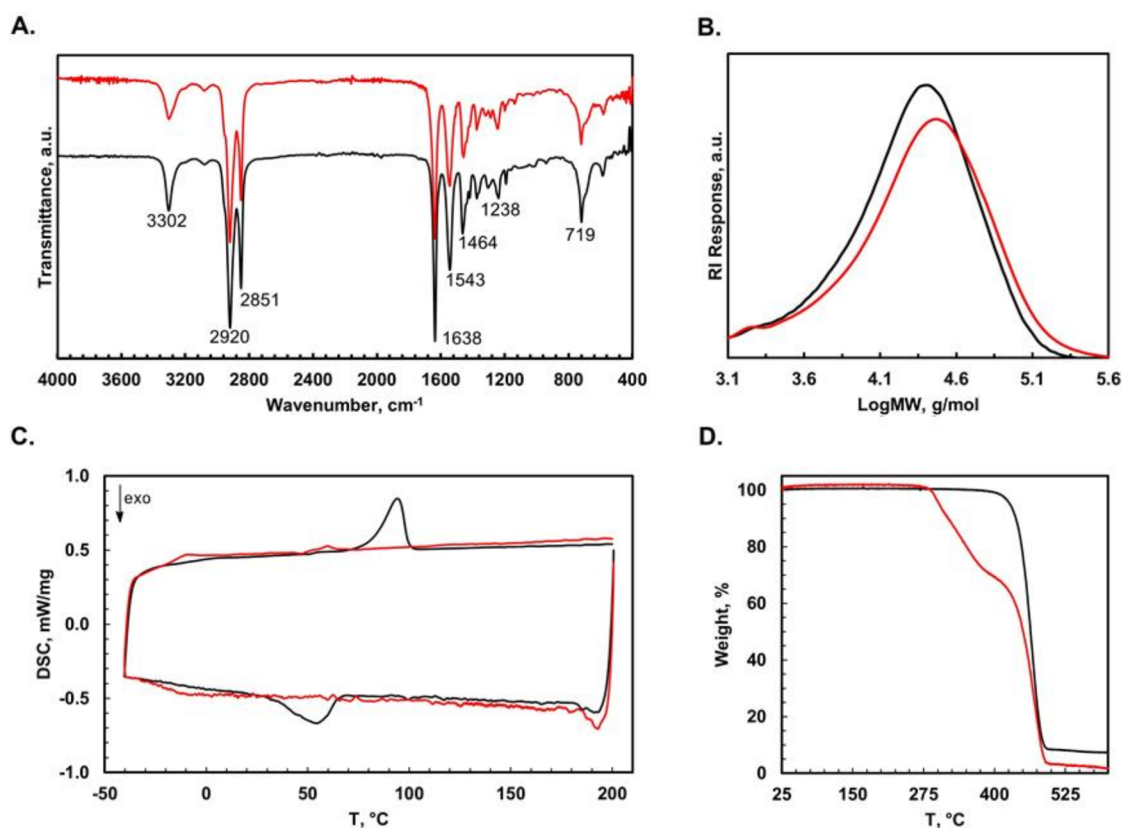 A.
Transmittance, a.u.
3302
2920
2851
1638
1543
1464
1238
719
4000 3600 3200 2800 2400 2000 1600 1200 800 400
Wavenumber, cm-1
B.
RI Response, a.u.
3.1 3.6 4.1 4.6 5.1 5.6
LogMW, g/mol
C.
exo
DSC, mW/mg
1.0
0.5
0.0
-0.5
-1.0
-50 0 50 100 150 200
T, °C
D.
Weight, %
100
80
60
40
20
10
0
25 150 275 400 525
T, °C